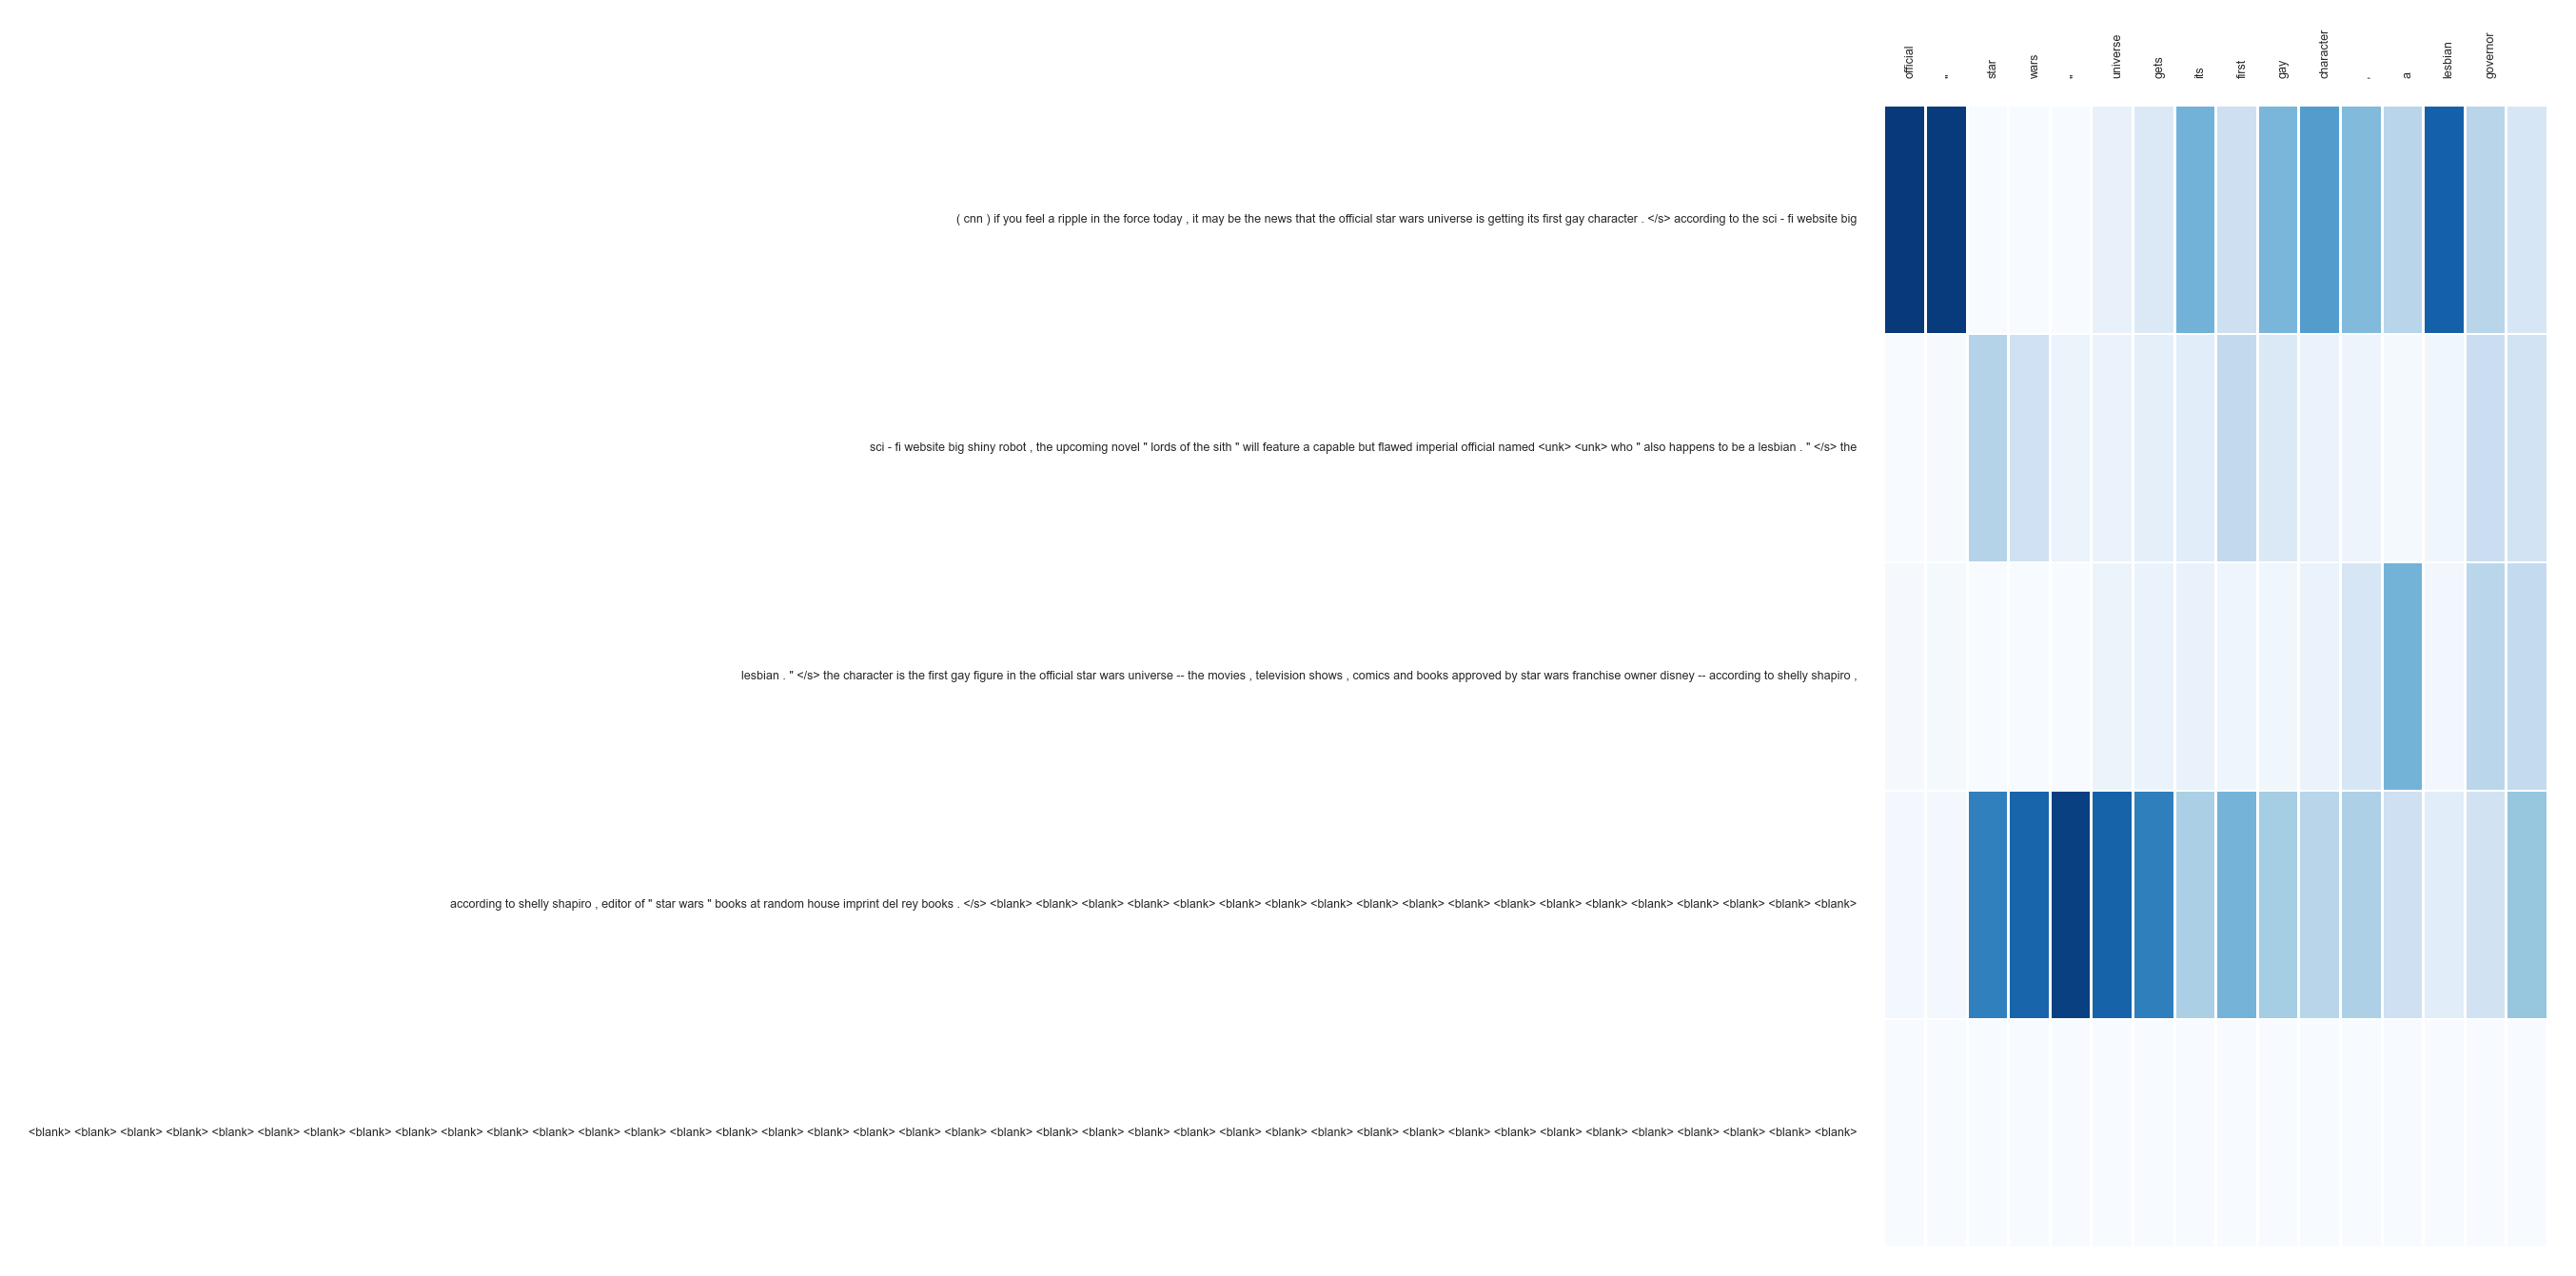 official " star wars " universe gets its first gay character , a lesbian governor
( cnn ) if you feel a ripple in the force today , it may be the news that the official star wars universe is getting its first gay character . </s> according to the sci - fi website big
sci - fi website big shiny robot , the upcoming novel " lords of the sith " will feature a capable but flawed imperial official named <unk> <unk> who " also happens to be a lesbian . " </s> the
lesbian . " </s> the character is the first gay figure in the official star wars universe -- the movies , television shows , comics and books approved by star wars franchise owner disney -- according to shelly shapiro ,
according to shelly shapiro , editor of " star wars " books at random house imprint del rey books . </s> <blank> <blank> <blank> <blank> <blank> <blank> <blank> <blank> <blank> <blank> <blank> <blank> <blank> <blank> <blank> <blank> <blank> <blank> <blank>
<blank> <blank> <blank> <blank> <blank> <blank> <blank> <blank> <blank> <blank> <blank> <blank> <blank> <blank> <blank> <blank> <blank> <blank> <blank> <blank> <blank> <blank> <blank> <blank> <blank> <blank> <blank> <blank> <blank> <blank> <blank> <blank> <blank> <blank> <blank> <blank> <blank> <blank> <blank> <blank>